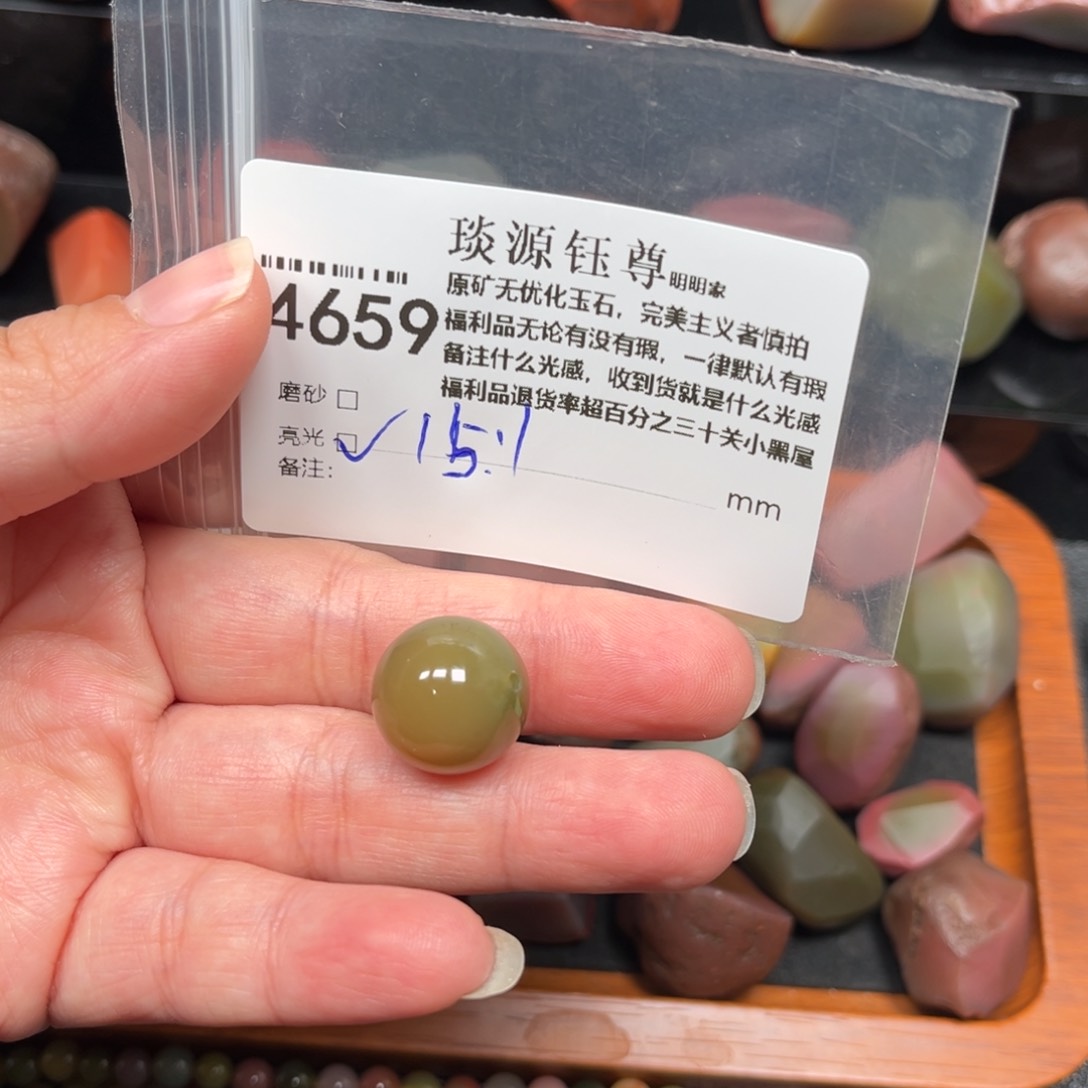 琰源钰尊明明家
原矿无优化玉石，完美主义者慎拍
4659
福利品无论有没有瑕，一律默认有瑕
备注什么光感，收到货就是什么光感
福利品退货率超百分之三十关小黑屋
磨砂 □
亮光 □ ✓ 15.1
备注：
mm